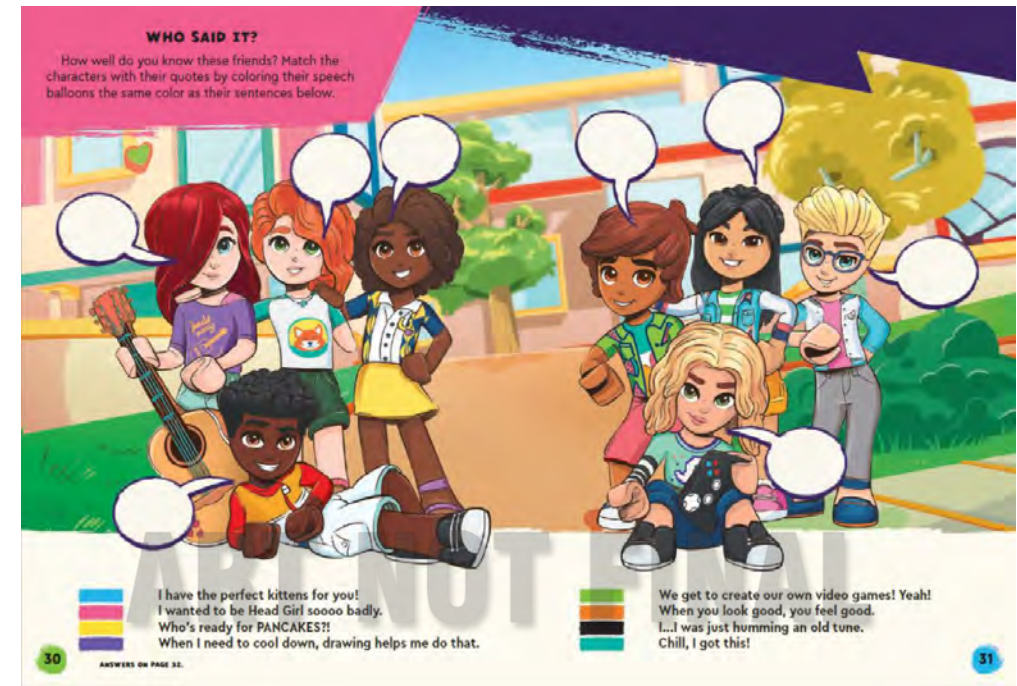 WHO SAID IT?
How well do you know these friends? Match the
characters with their quotes by coloring their speech
balloons the same color as their sentences below.
I have the perfect kittens for you!
I wanted to be Head Girl soooo badly.
Who's ready for PANCAKES?!
When I need to cool down, drawing helps me do that.
We get to create our own video games! Yeah!
When you look good, you feel good.
I...I was just humming an old tune.
Chill, I got this!
ART NOT FINAL
30
ANSWERS ON PAGE 32.
31